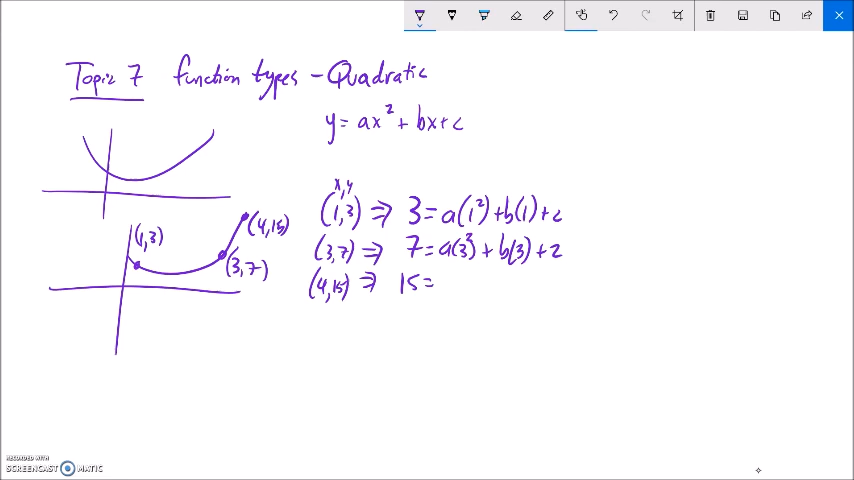 Topic 7 function types - Quadratic
y = ax² + bx + c
x, y
(1, 3) ⇒ 3 = a(1²) + b(1) + c
(1, 3)
(4, 15)
(3, 7) ⇒ 7 = a(3²) + b(3) + c
(3, 7)
(4, 15) ⇒ 15 =
RECORDED WITH
SCREENCAST MATIC